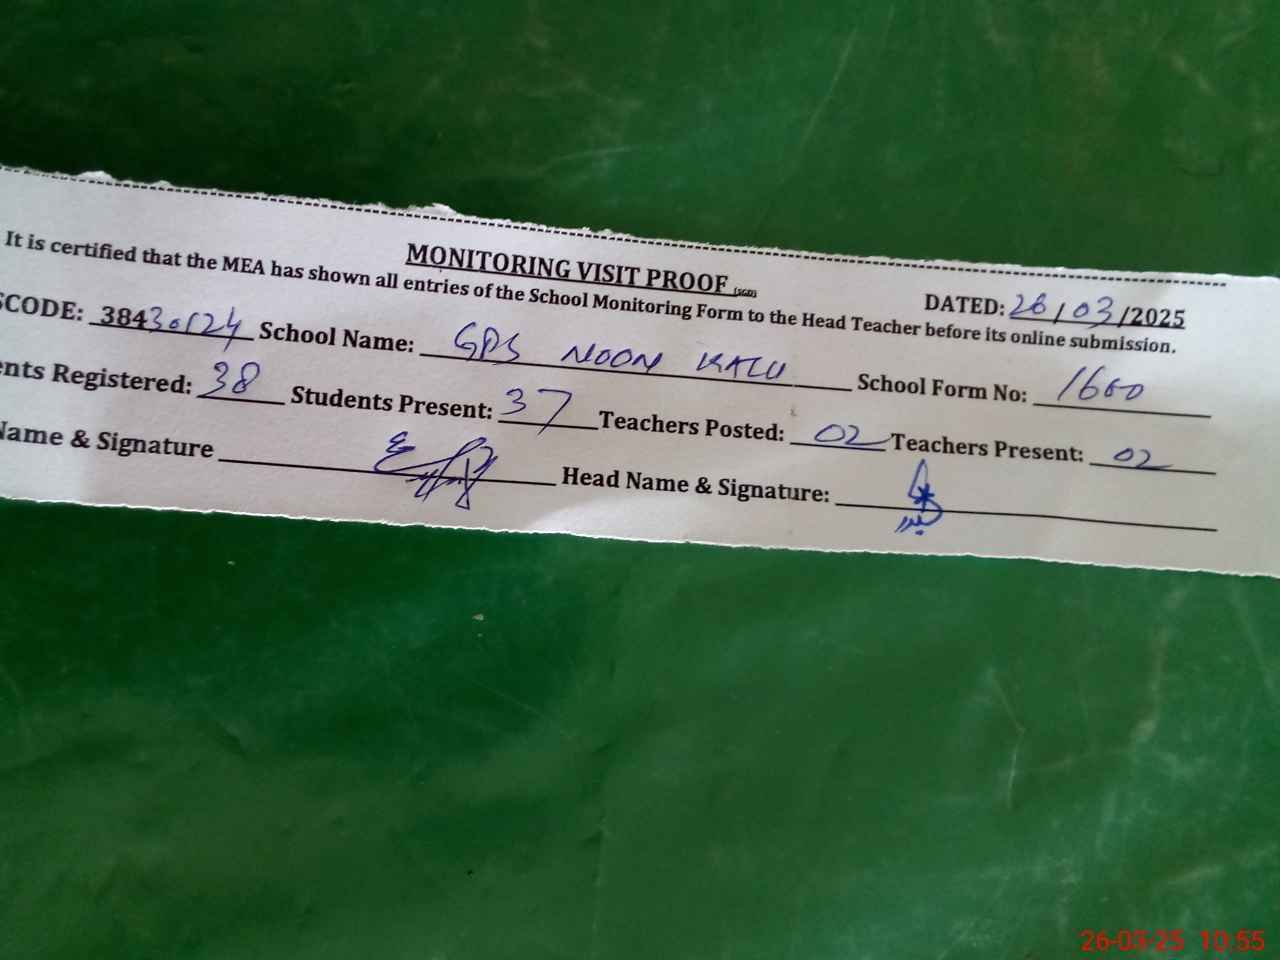 MONITORING VISIT PROOF (SGD)
DATED: 26/03/2025
It is certified that the MEA has shown all entries of the School Monitoring Form to the Head Teacher before its online submission.
SCODE: 38430124 School Name: GPS NOON KALU School Form No: 1600
nts Registered: 38 Students Present: 37 Teachers Posted: 02 Teachers Present: 02
Name & Signature Head Name & Signature:
26-03-25 10:55